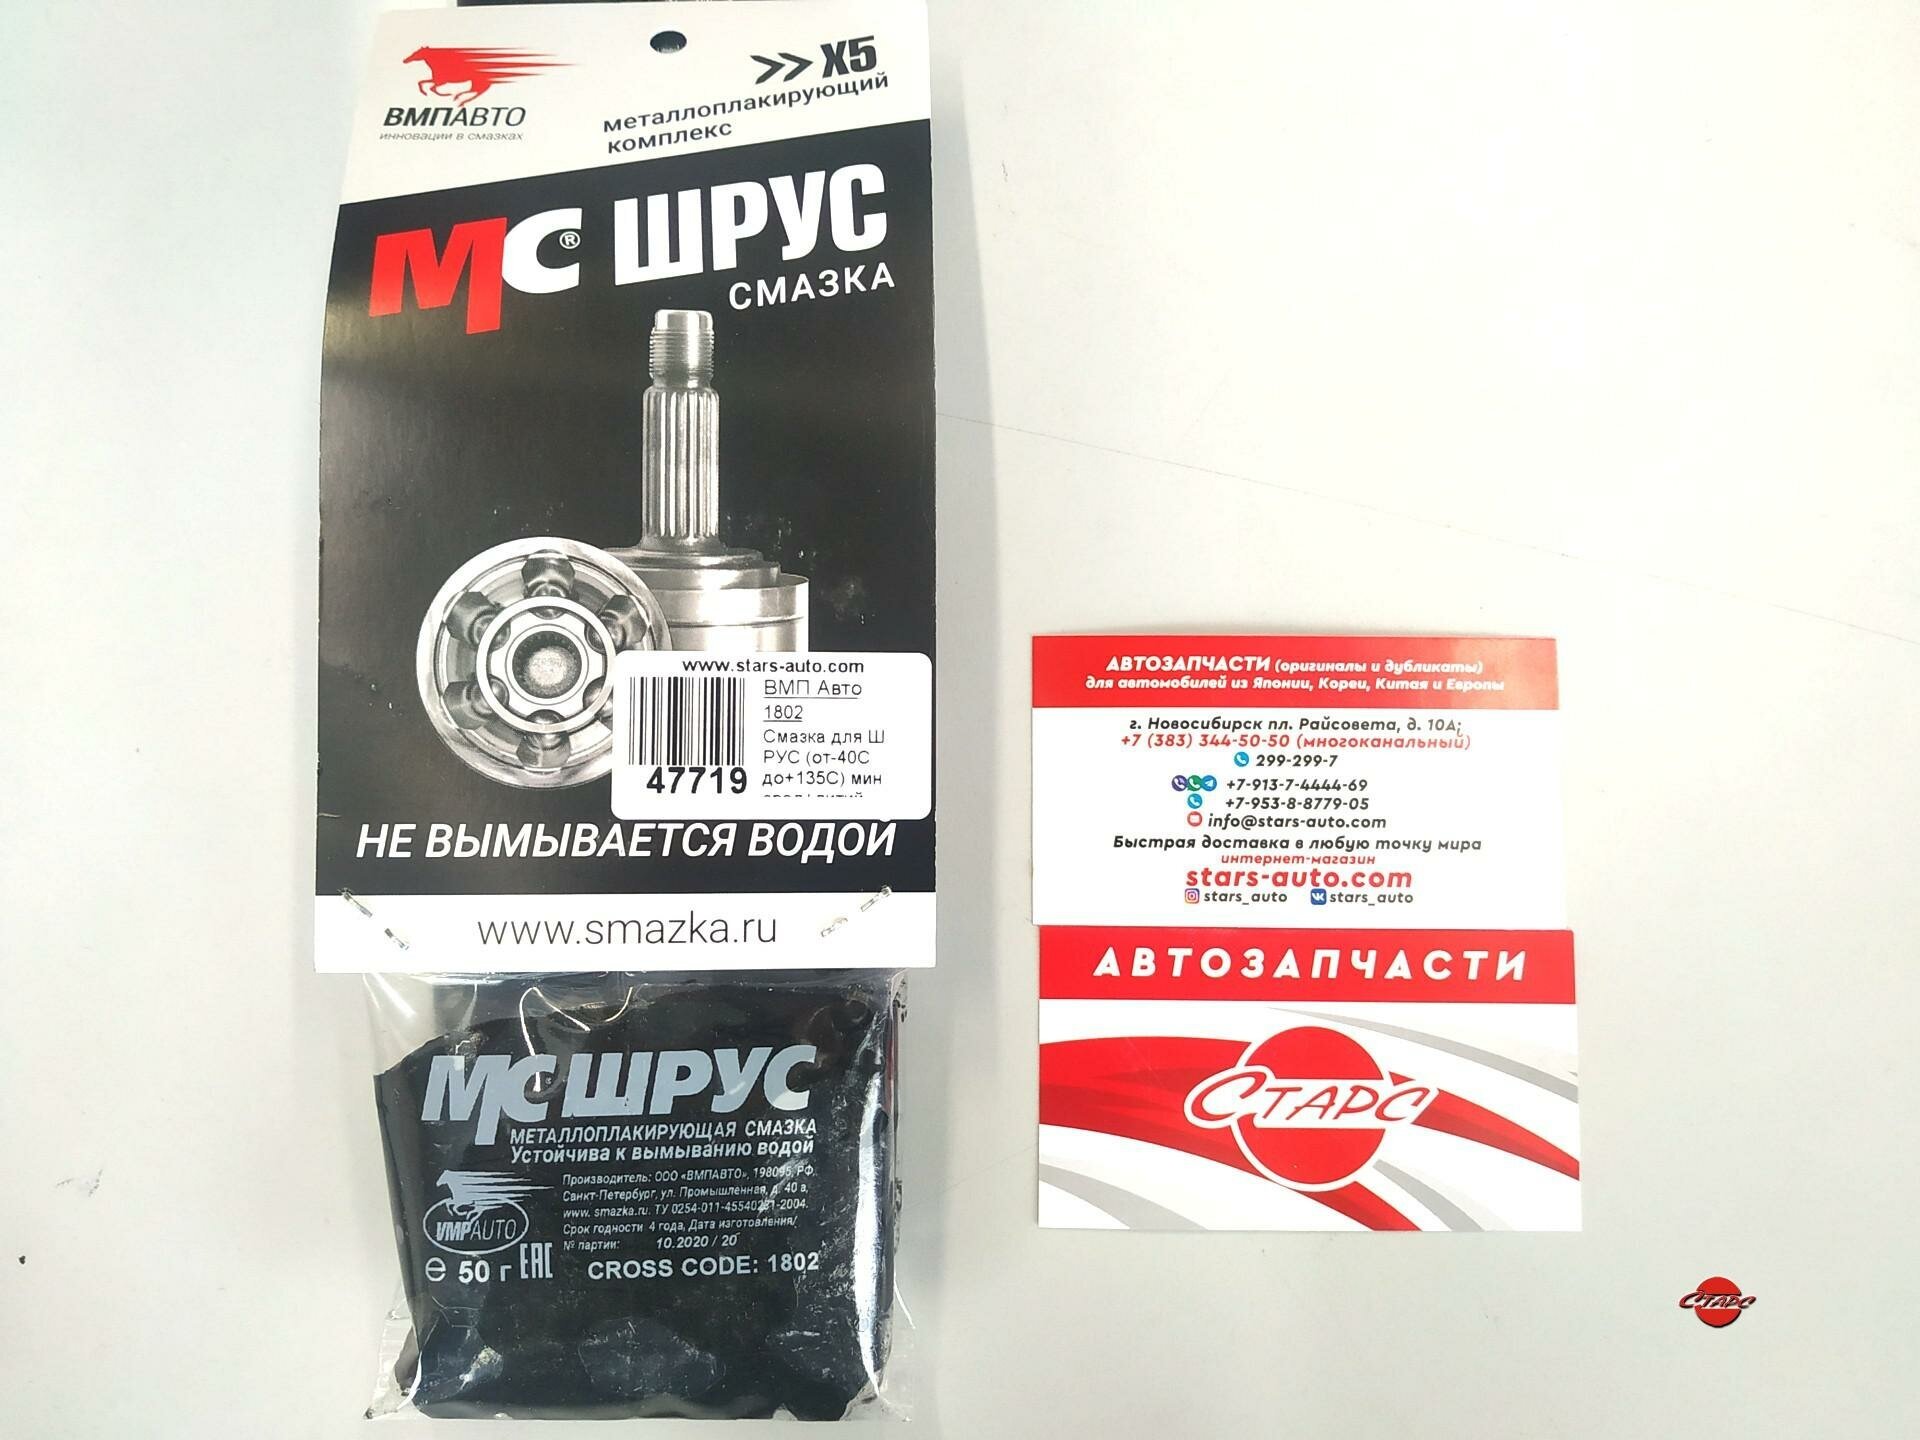 ВМПАВТО
инновации в смазках
>> X5
металлоплакирующий
комплекс
МС® ШРУС
СМАЗКА
www.stars-auto.com
ВМП Авто
1802
Смазка для Ш
РУС (от-40С
до+135С) мин
47719
НЕ ВЫМЫВАЕТСЯ ВОДОЙ
www.smazka.ru
МС ШРУС
МЕТАЛЛОПЛАКИРУЮЩАЯ СМАЗКА
УСТОЙЧИВА К ВЫМЫВАНИЮ ВОДОЙ
Производитель: ООО «ВМПАВТО», 198095, РФ,
Санкт-Петербург, ул. Промышленная, д. 40 а,
www. smazka.ru. ТУ 0254-011-45540231-2004.
Срок годности 4 года, Дата изготовления/
№ партии: 10.2020 / 20
VMPAUTO
℮ 50 г EAC CROSS CODE: 1802
АВТОЗАПЧАСТИ (оригиналы и дубликаты)
для автомобилей из Японии, Кореи, Китая и Европы
г. Новосибирск пл. Райсовета, д. 10А;
+7 (383) 344-50-50 (многоканальный)
299-299-7
+7-913-7-4444-69
+7-953-8-8779-05
info@stars-auto.com
Быстрая доставка в любую точку мира
интернет-магазин
stars-auto.com
stars_auto stars_auto
АВТОЗАПЧАСТИ
СТАРС
СТАРС